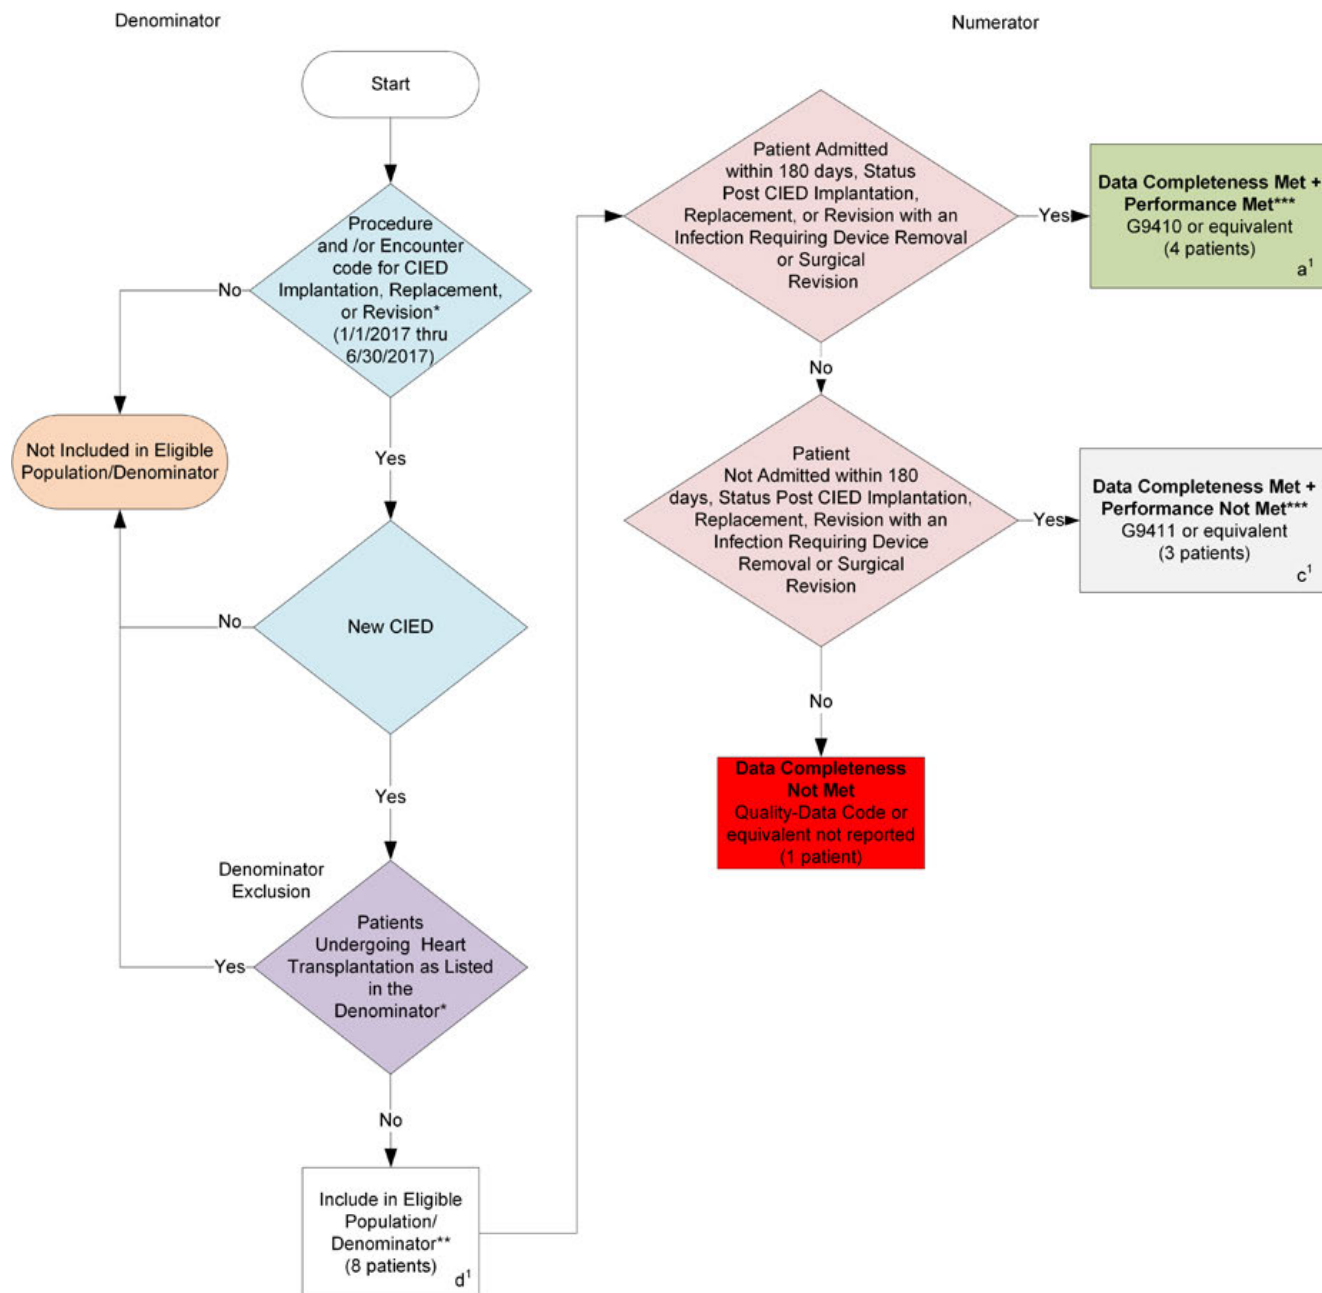 Denominator
Numerator
Start
Procedure
and /or Encounter
code for CIED
Implantation, Replacement,
or Revision*
(1/1/2017 thru
6/30/2017)
No
Not Included in Eligible
Population/Denominator
Yes
New CIED
No
Yes
Denominator
Exclusion
Patients
Undergoing Heart
Transplantation as Listed
in the
Denominator*
Yes
No
Include in Eligible
Population/
Denominator**
(8 patients)
d¹
Patient Admitted
within 180 days, Status
Post CIED Implantation,
Replacement, or Revision with an
Infection Requiring Device Removal
or Surgical
Revision
Yes
Data Completeness Met +
Performance Met***
G9410 or equivalent
(4 patients)
a¹
No
Patient
Not Admitted within 180
days, Status Post CIED Implantation,
Replacement, Revision with an
Infection Requiring Device
Removal or Surgical
Revision
Yes
Data Completeness Met +
Performance Not Met***
G9411 or equivalent
(3 patients)
c¹
No
Data Completeness
Not Met
Quality-Data Code or
equivalent not reported
(1 patient)